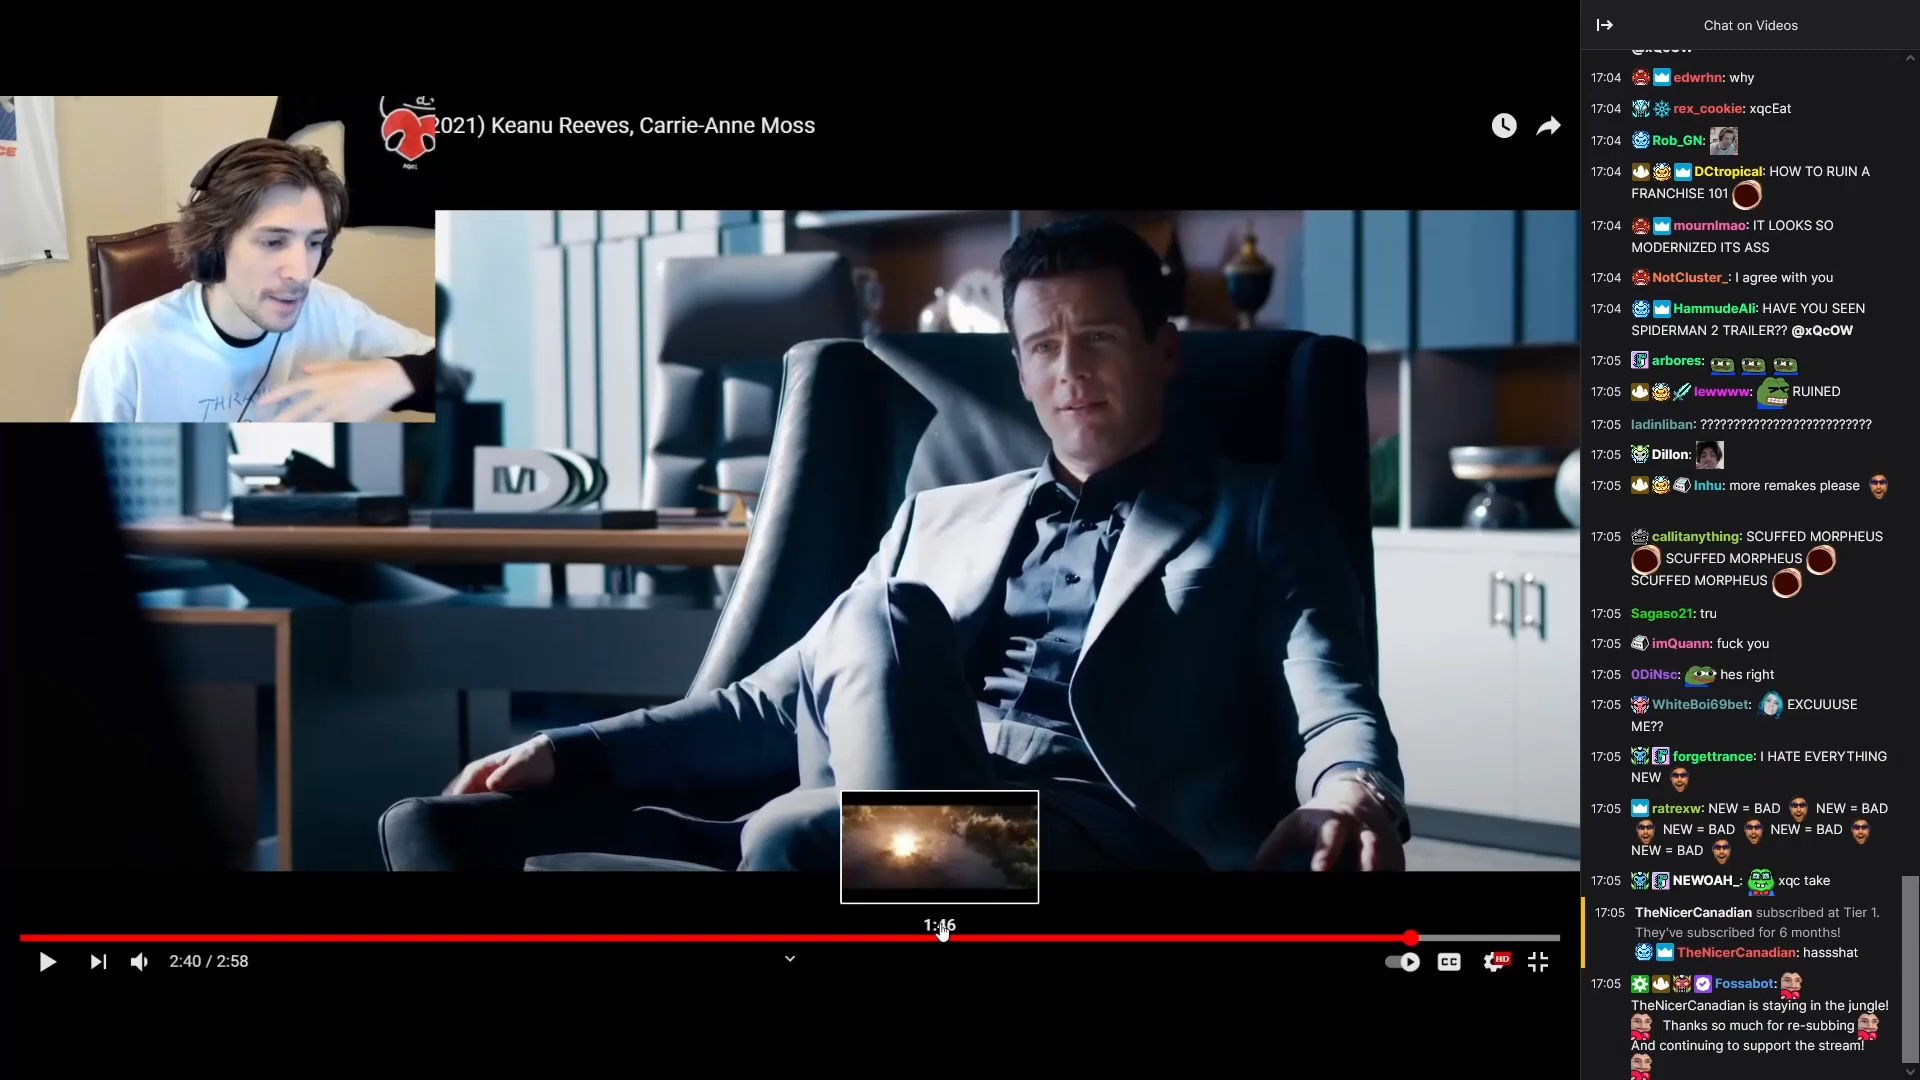 Chat on Videos
2021) Keanu Reeves, Carrie-Anne Moss
1:46
2:40 / 2:58
CC
HD
@xQcOW
17:04 edwrhn: why
17:04 rex_cookie: xqcEat
17:04 Rob_GN:
17:04 DCtropical: HOW TO RUIN A
FRANCHISE 101
17:04 mournlmao: IT LOOKS SO
MODERNIZED ITS ASS
17:04 NotCluster_: I agree with you
17:04 HammudeAli: HAVE YOU SEEN
SPIDERMAN 2 TRAILER?? @xQcOW
17:05 arbores:
17:05 lewwww: RUINED
17:05 ladinliban: ??????????????????????????
17:05 Dillon:
17:05 Inhu: more remakes please
17:05 callitanything: SCUFFED MORPHEUS
SCUFFED MORPHEUS
SCUFFED MORPHEUS
17:05 Sagaso21: tru
17:05 imQuann: fuck you
17:05 0DiNsc: hes right
17:05 WhiteBoi69bet: EXCUUUSE
ME??
17:05 forgettrance: I HATE EVERYTHING
NEW
17:05 ratrexw: NEW = BAD NEW = BAD
NEW = BAD NEW = BAD
NEW = BAD
17:05 NEWOAH_: xqc take
17:05 TheNicerCanadian subscribed at Tier 1.
They've subscribed for 6 months!
TheNicerCanadian: hassshat
17:05 Fossabot:
TheNicerCanadian is staying in the jungle!
Thanks so much for re-subbing
And continuing to support the stream!